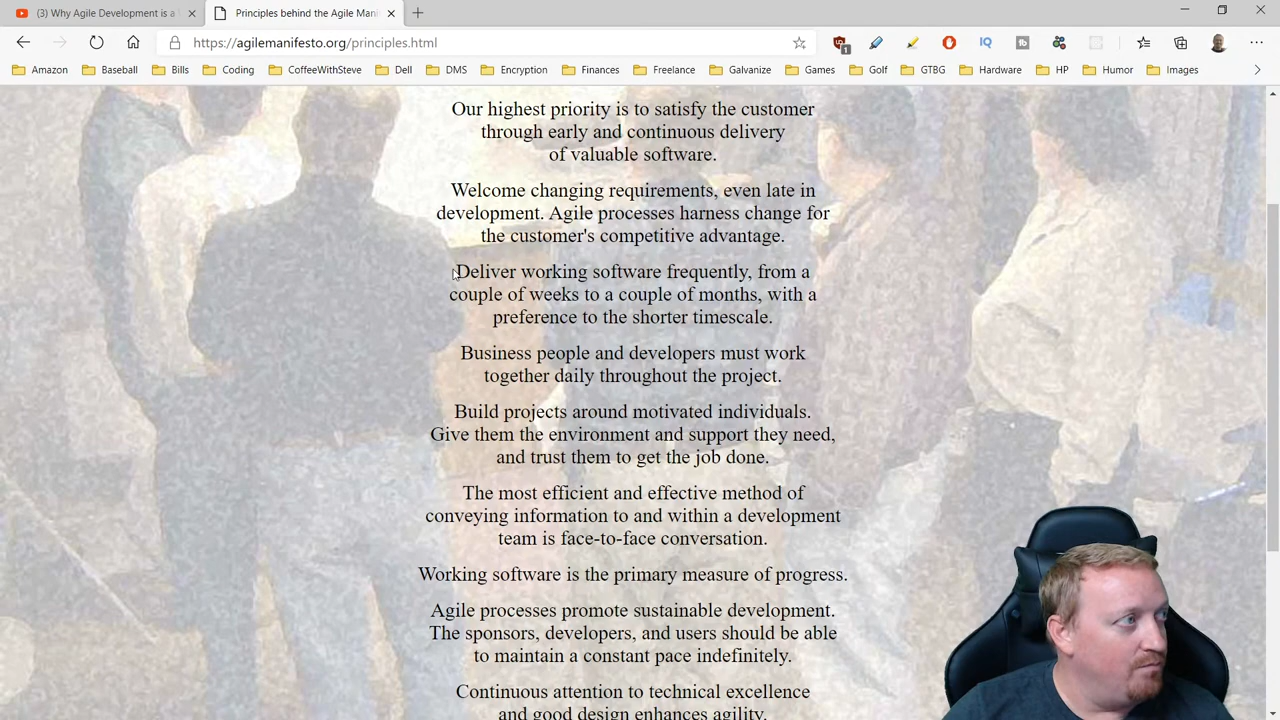 (3) Why Agile Development is a
Principles behind the Agile Man
https://agilemanifesto.org/principles.html
1
IQ
tb
Amazon
Baseball
Bills
Coding
CoffeeWithSteve
Dell
DMS
Encryption
Finances
Freelance
Galvanize
Games
Golf
GTBG
Hardware
HP
Humor
Images
Our highest priority is to satisfy the customer
through early and continuous delivery
of valuable software.
Welcome changing requirements, even late in
development. Agile processes harness change for
the customer's competitive advantage.
Deliver working software frequently, from a
couple of weeks to a couple of months, with a
preference to the shorter timescale.
Business people and developers must work
together daily throughout the project.
Build projects around motivated individuals.
Give them the environment and support they need,
and trust them to get the job done.
The most efficient and effective method of
conveying information to and within a development
team is face-to-face conversation.
Working software is the primary measure of progress.
Agile processes promote sustainable development.
The sponsors, developers, and users should be able
to maintain a constant pace indefinitely.
Continuous attention to technical excellence
and good design enhances agility.